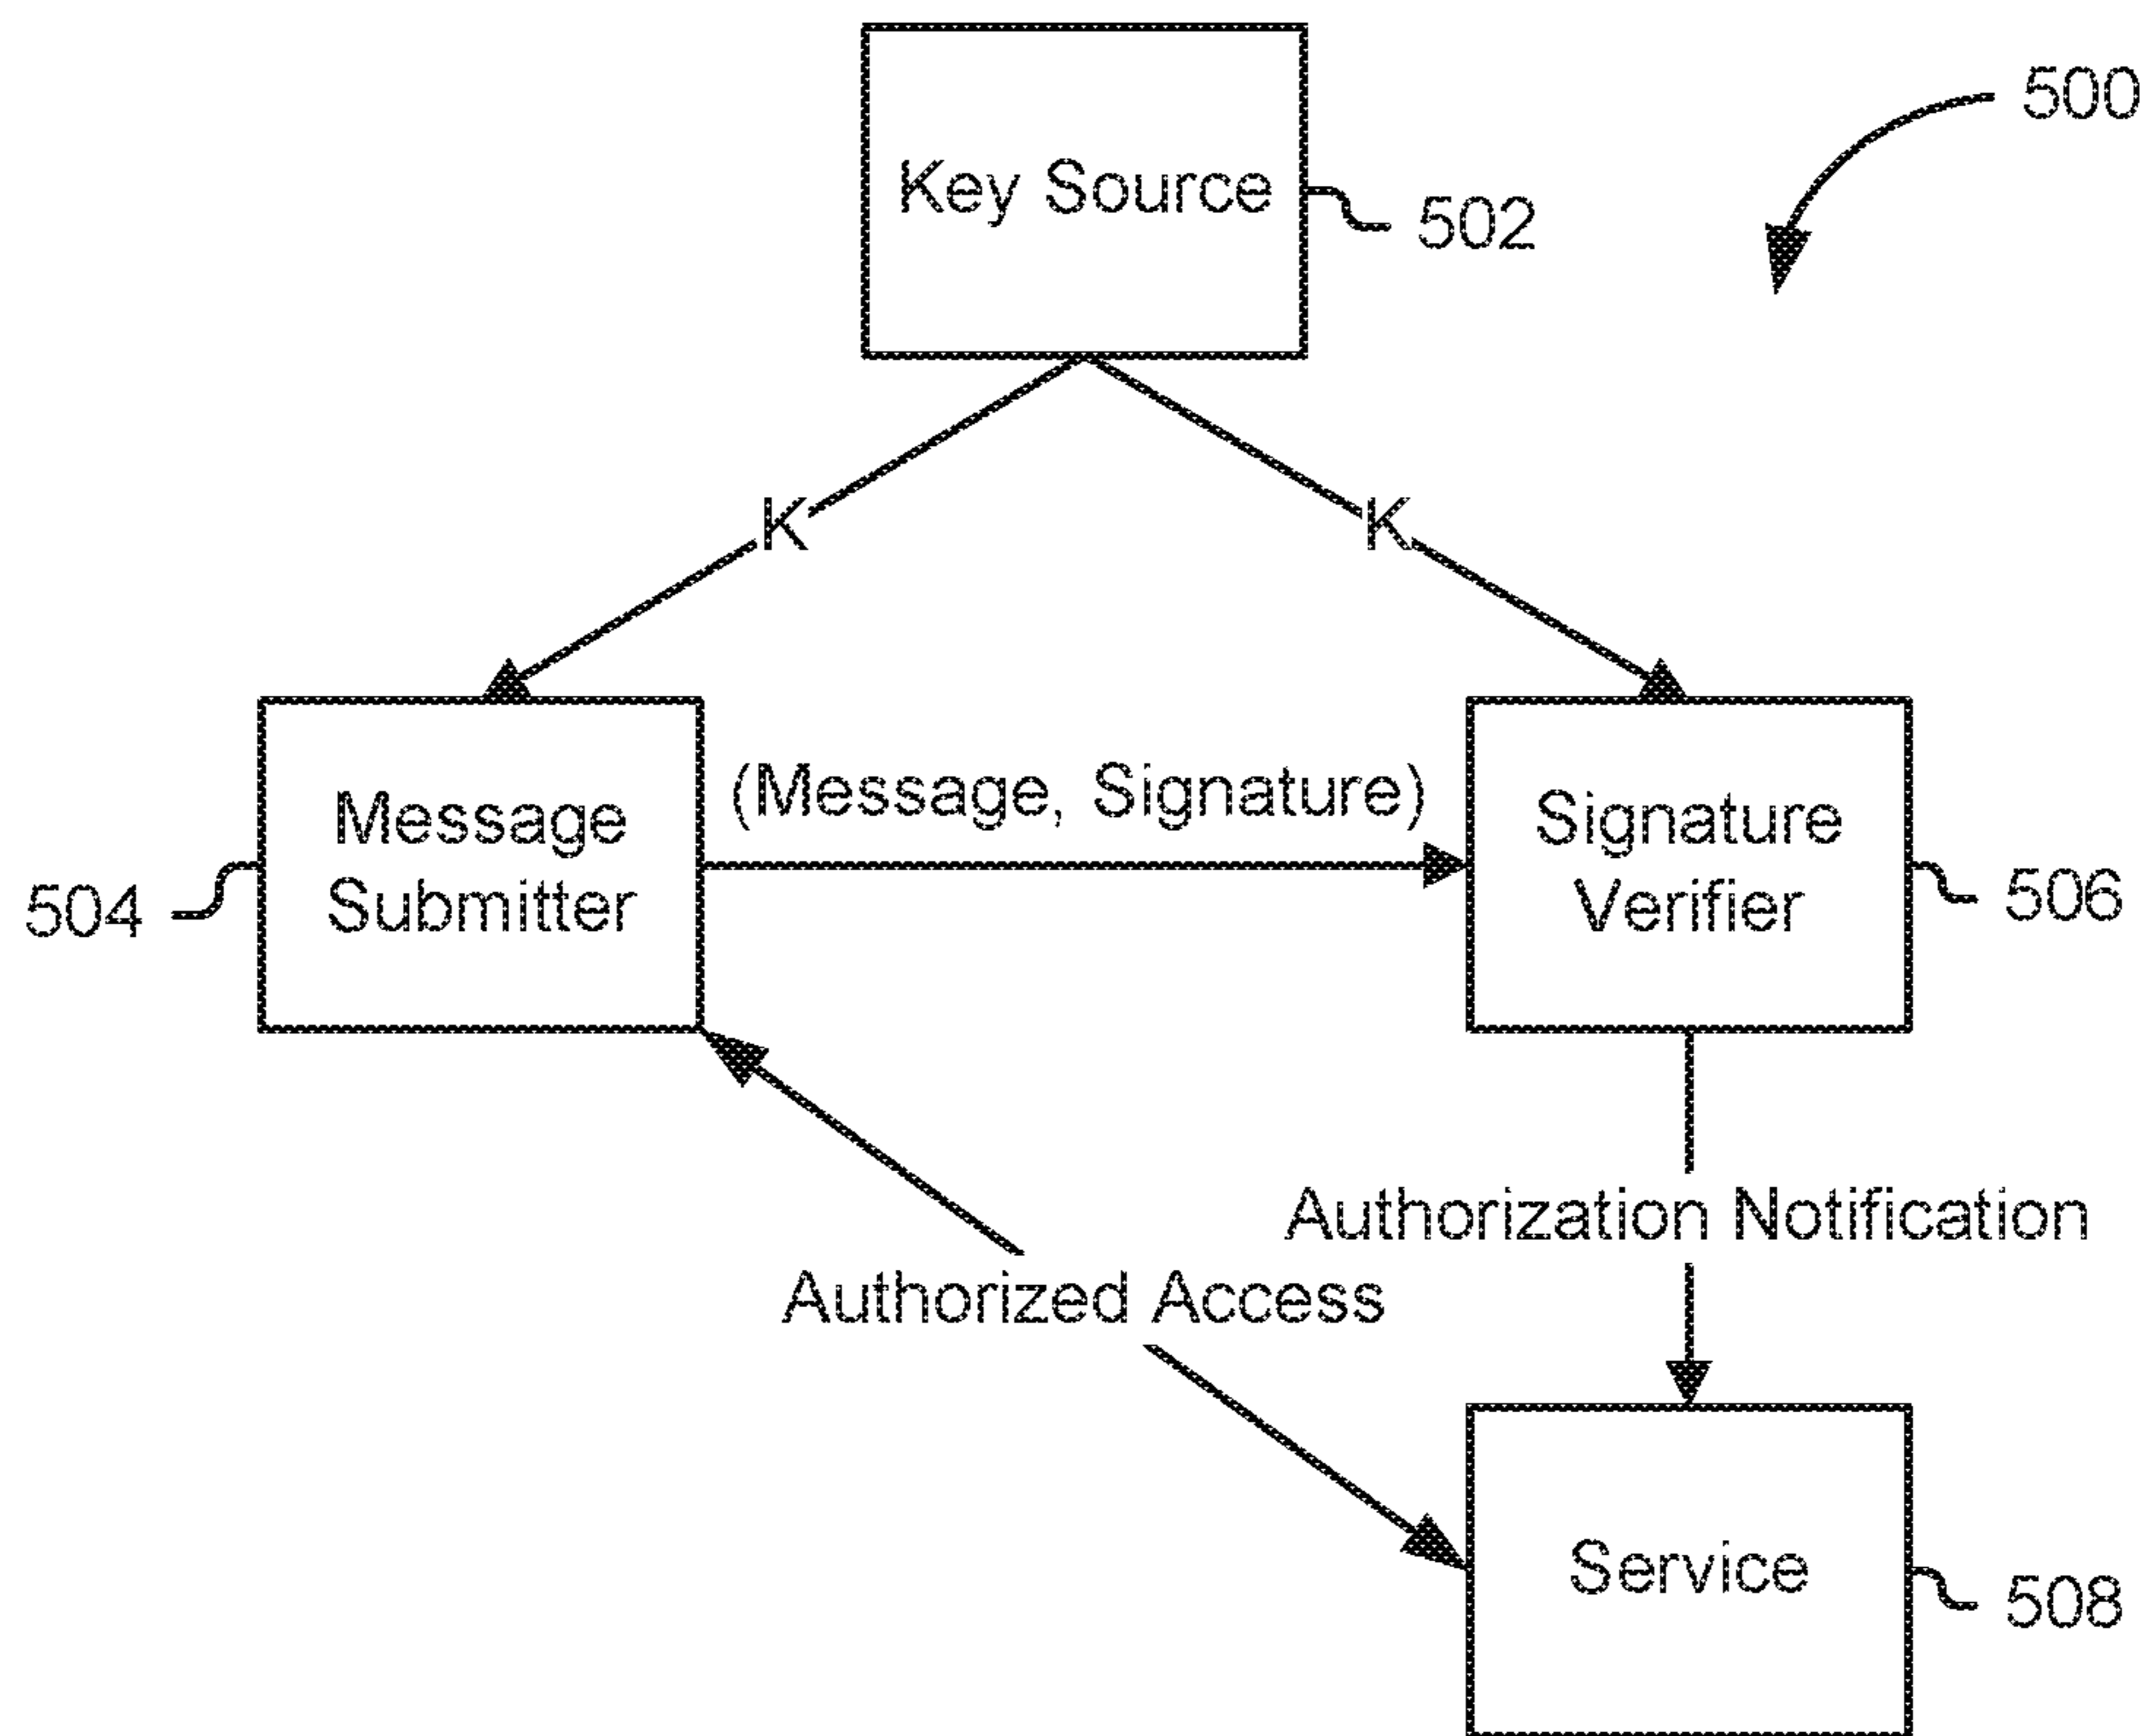 500
Key Source
502
K
K
(Message, Signature)
Message
Submitter
Signature
Verifier
504
506
Authorization Notification
Authorized Access
Service
508